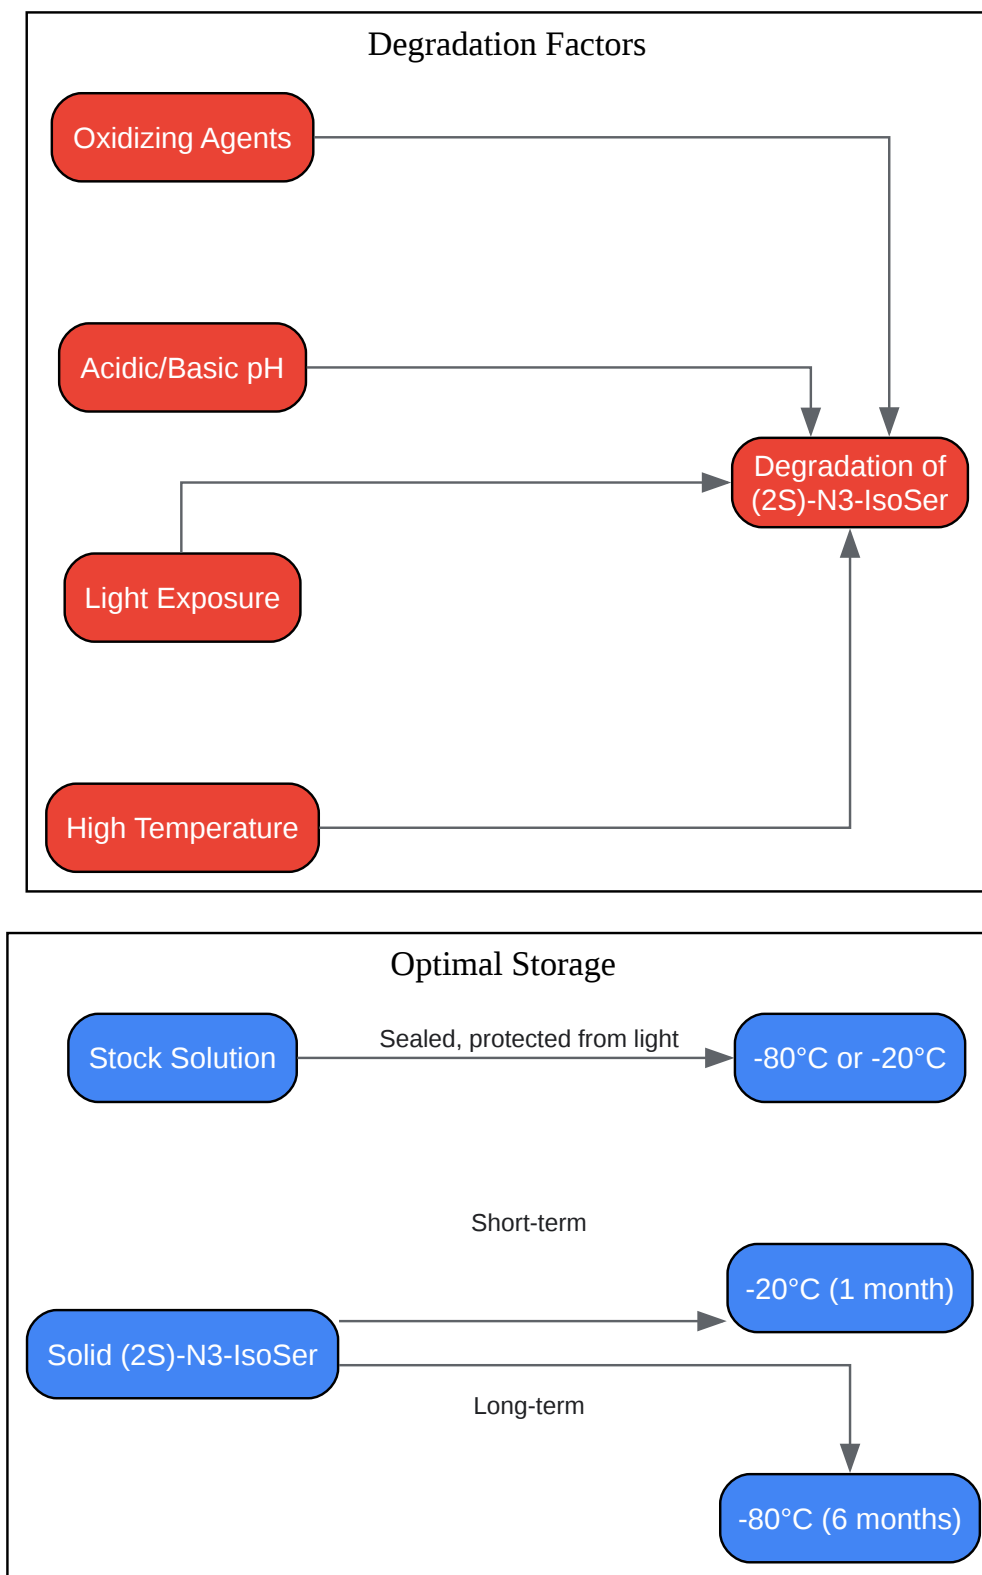 Degradation Factors
Oxidizing Agents
Acidic/Basic pH
Degradation of
(2S)-N3-IsoSer
Light Exposure
High Temperature
Optimal Storage
Stock Solution
Sealed, protected from light
-80°C or -20°C
Short-term
-20°C (1 month)
Solid (2S)-N3-IsoSer
Long-term
-80°C (6 months)